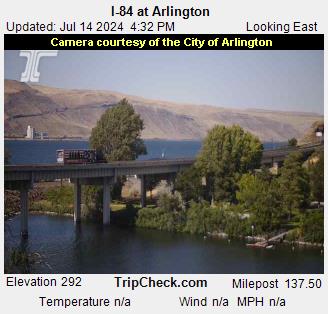 I-84 at Arlington
Updated: Jul 14 2024 4:32 PM Looking East
Camera courtesy of the City of Arlington
Elevation 292 TripCheck.com Milepost 137.50
Temperature n/a Wind n/a MPH n/a